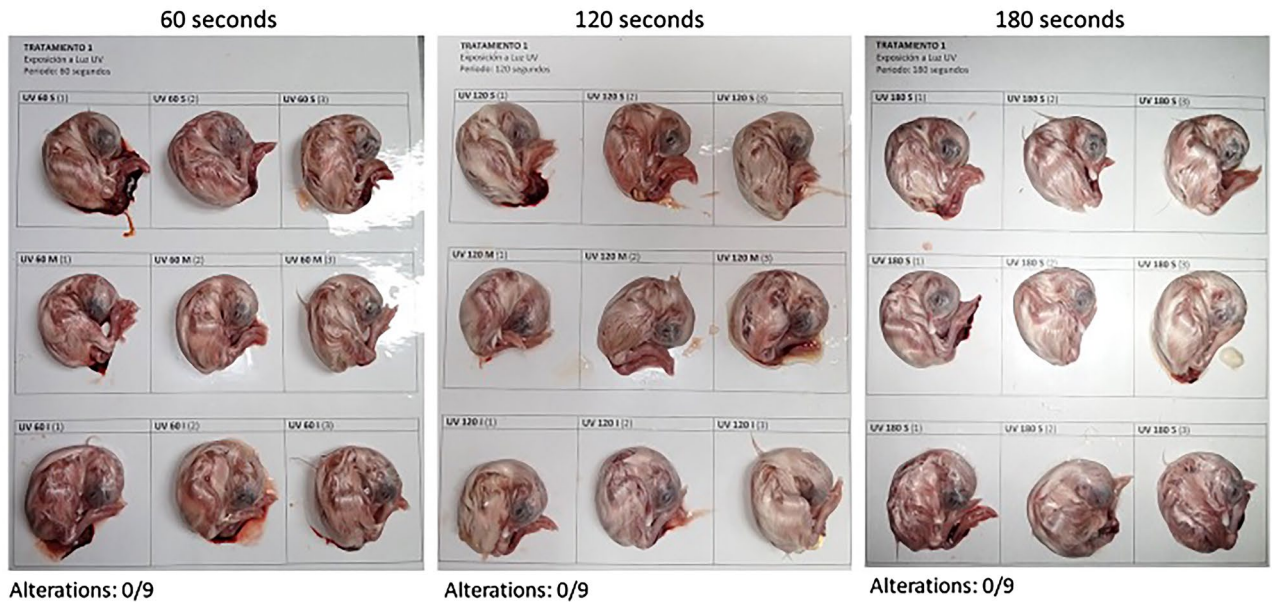 60 seconds
120 seconds
180 seconds
TRATAMIENTO 1
Exposición a Luz UV
Periodo: 60 segundos
UV 60 S (1)
UV 60 S (2)
UV 60 S (3)
UV 60 M (1)
UV 60 M (2)
UV 60 M (3)
UV 60 I (1)
UV 60 I (2)
UV 60 I (3)
TRATAMIENTO 1
Exposición a Luz UV
Periodo: 120 segundos
UV 120 S (1)
UV 120 S (2)
UV 120 S (3)
UV 120 M (1)
UV 120 M (2)
UV 120 M (3)
UV 120 I (1)
UV 120 I (2)
UV 120 I (3)
TRATAMIENTO 1
Exposición a Luz UV
Periodo: 180 segundos
UV 180 S (1)
UV 180 S (2)
UV 180 S (3)
UV 180 S (1)
UV 180 S (2)
UV 180 S (3)
UV 180 S (1)
UV 180 S (2)
UV 180 S (3)
Alterations: 0/9
Alterations: 0/9
Alterations: 0/9